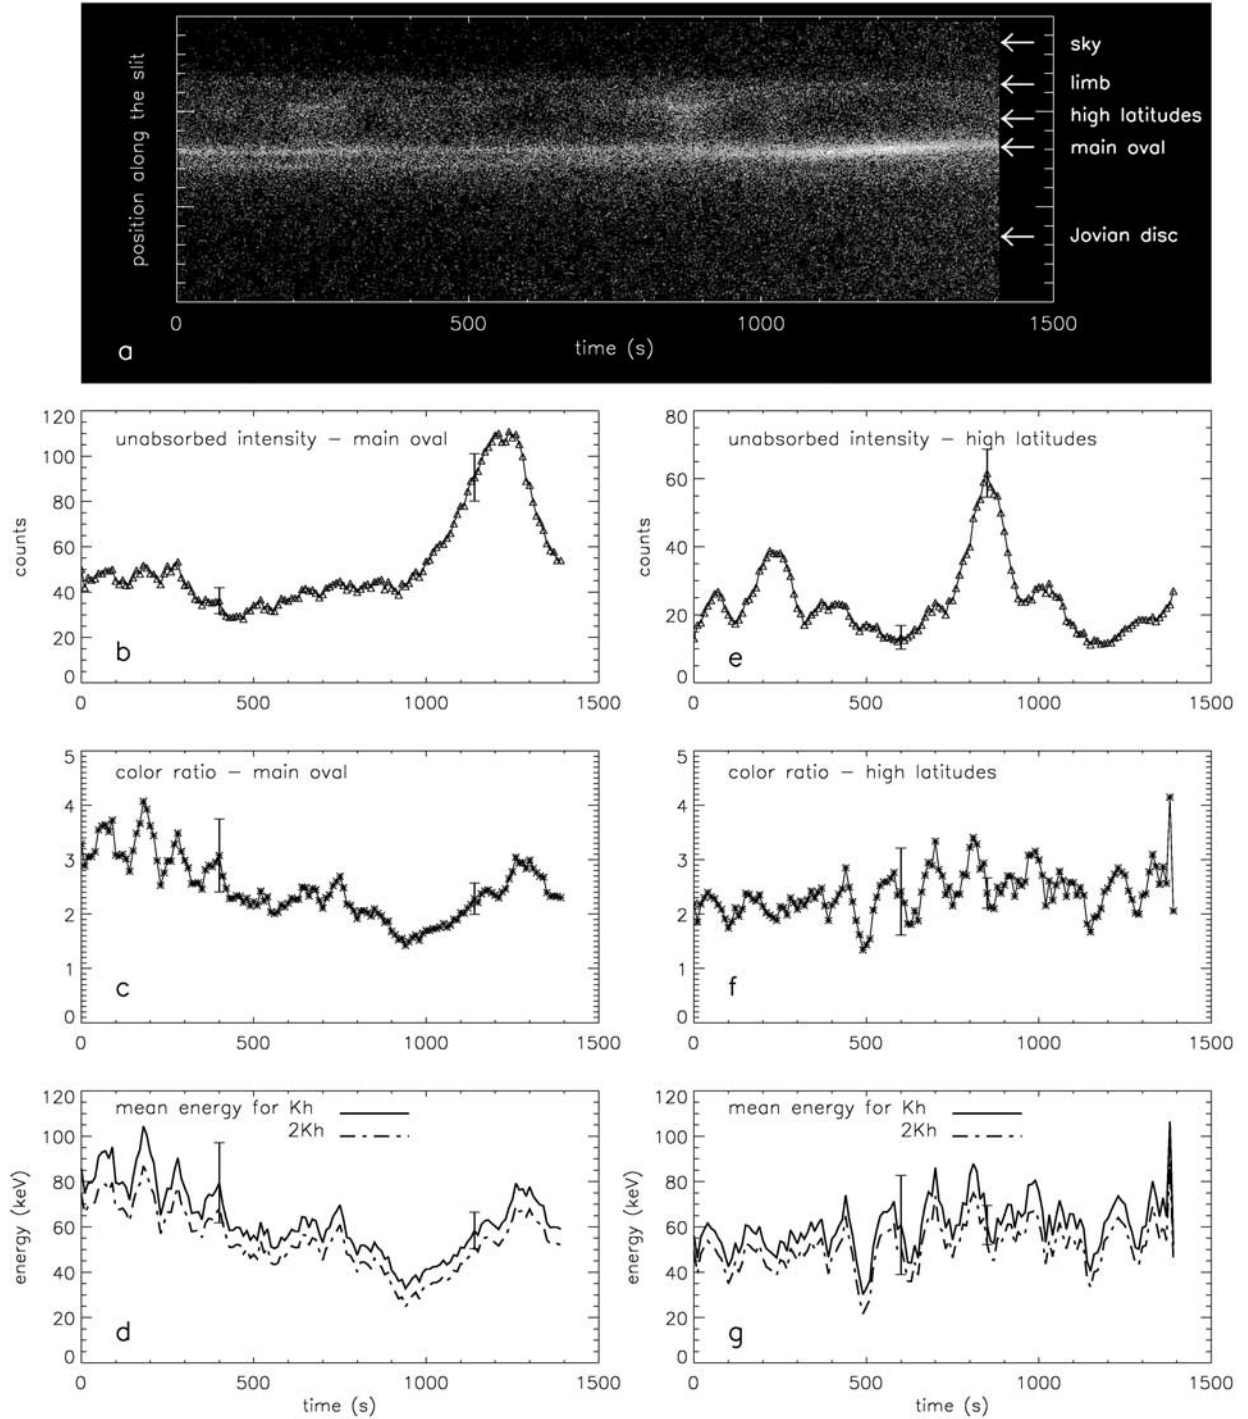 position along the slit
sky
limb
high latitudes
main oval
Jovian disc
0 500 1000 1500
time (s)
a
120
100
80
60
40
20
0
counts
unabsorbed intensity – main oval
b
0 500 1000 1500
80
60
40
20
0
counts
unabsorbed intensity – high latitudes
e
0 500 1000 1500
5
4
3
2
1
0
color ratio – main oval
c
0 500 1000 1500
5
4
3
2
1
0
color ratio – high latitudes
f
0 500 1000 1500
120
100
80
60
40
20
0
energy (keV)
mean energy for Kh
2Kh
d
0 500 1000 1500
time (s)
120
100
80
60
40
20
0
energy (keV)
mean energy for Kh
2Kh
g
0 500 1000 1500
time (s)